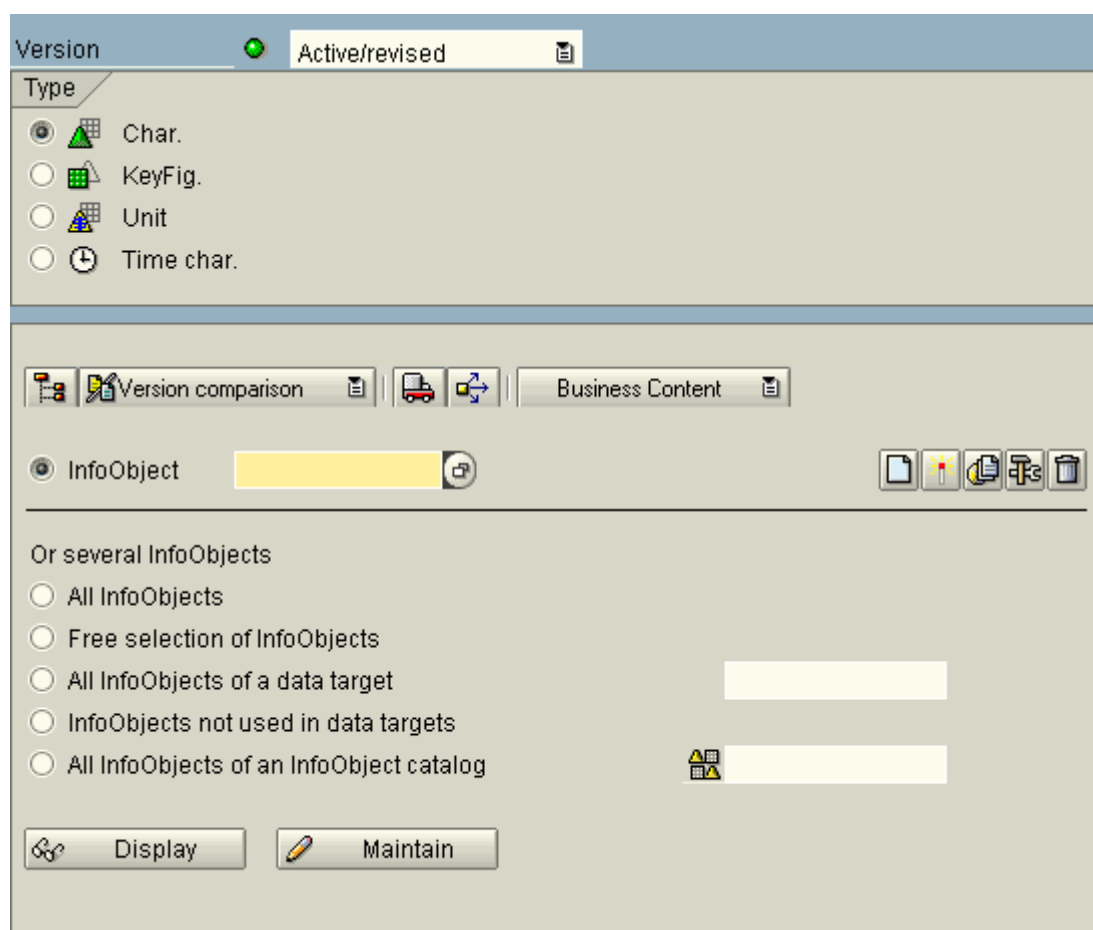 Version Active/revised
Type
Char.
KeyFig.
Unit
Time char.
Version comparison Business Content
InfoObject
Or several InfoObjects
All InfoObjects
Free selection of InfoObjects
All InfoObjects of a data target
InfoObjects not used in data targets
All InfoObjects of an InfoObject catalog
Display Maintain